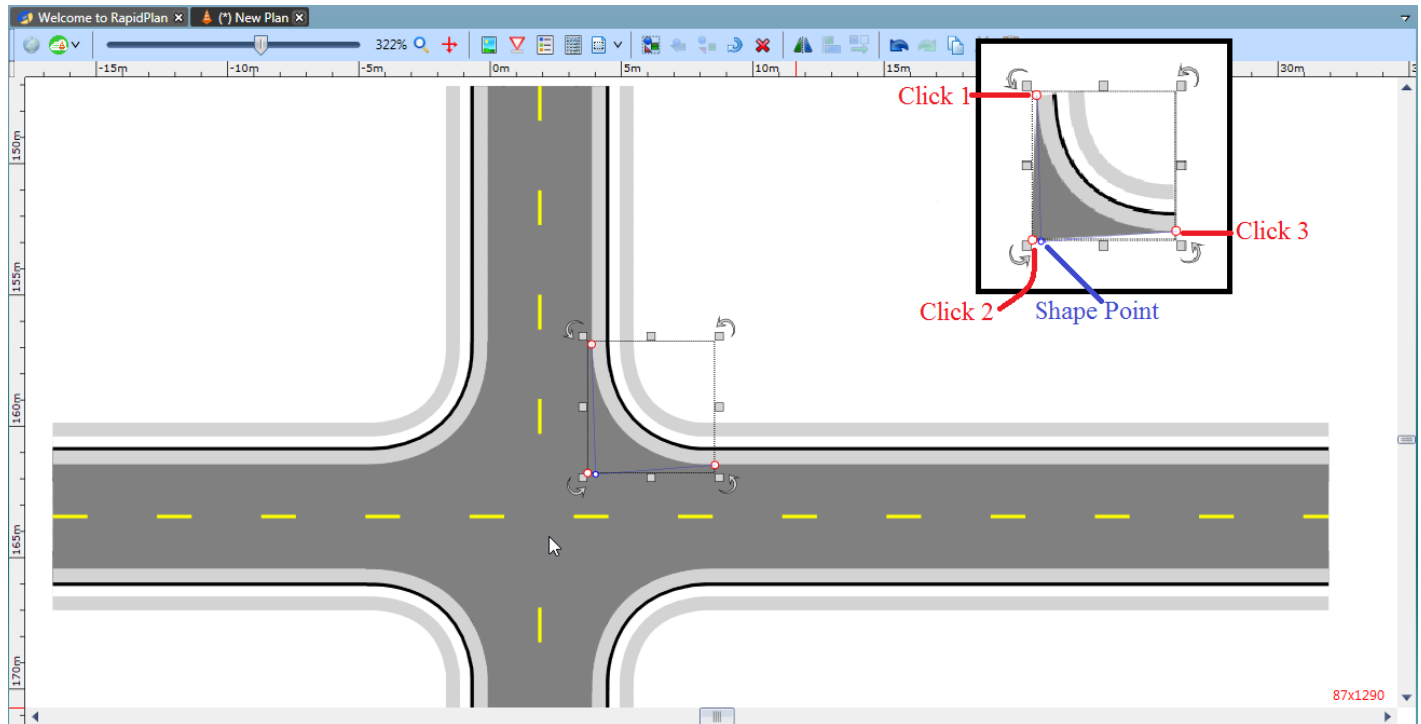 Welcome to RapidPlan
(*) New Plan
322%
-15m -10m -5m 0m 5m 10m 15m 30m
150m
155m
160m
165m
170m
Click 1
Click 3
Click 2
Shape Point
87x1290